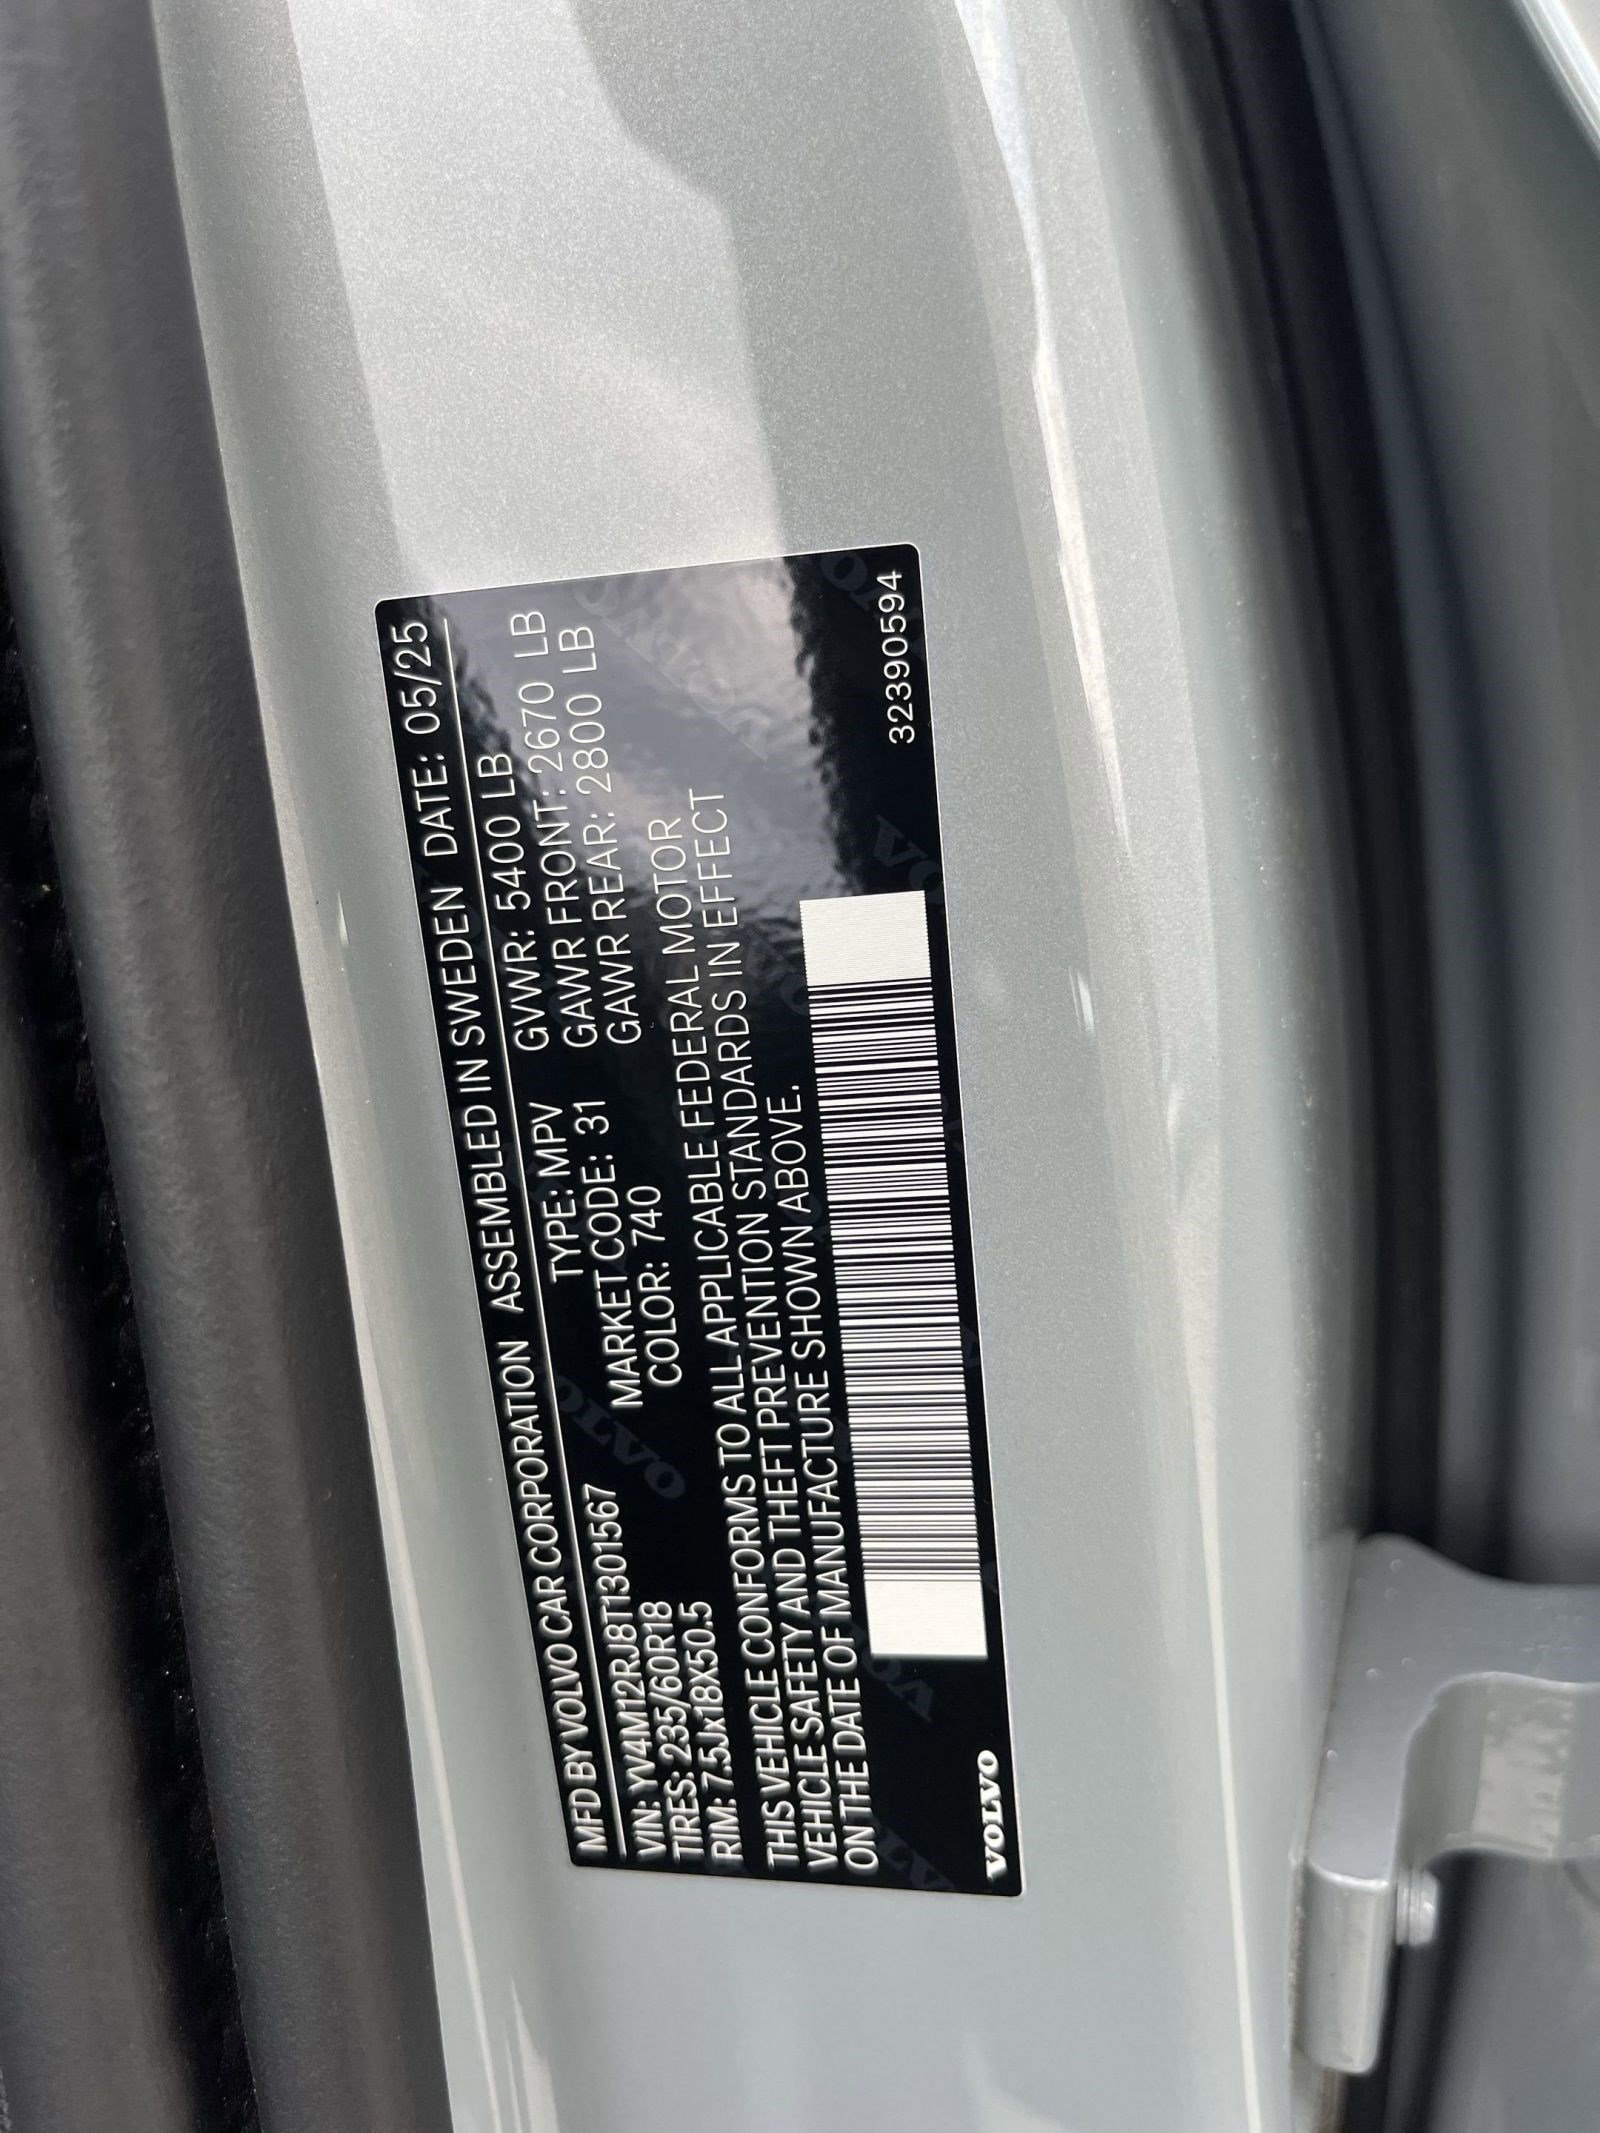 MFD BY VOLVO CAR CORPORATION ASSEMBLED IN SWEDEN DATE: 05/25
VIN: YV4M12RJ8T1301567 TYPE: MPV GVWR: 5400 LB
TIRES: 235/60R18 MARKET CODE: 31 GAWR FRONT: 2670 LB
RIM: 7.5Jx18X50.5 COLOR: 740 GAWR REAR: 2800 LB
THIS VEHICLE CONFORMS TO ALL APPLICABLE FEDERAL MOTOR
VEHICLE SAFETY AND THEFT PREVENTION STANDARDS IN EFFECT
ON THE DATE OF MANUFACTURE SHOWN ABOVE.
VOLVO 32390594